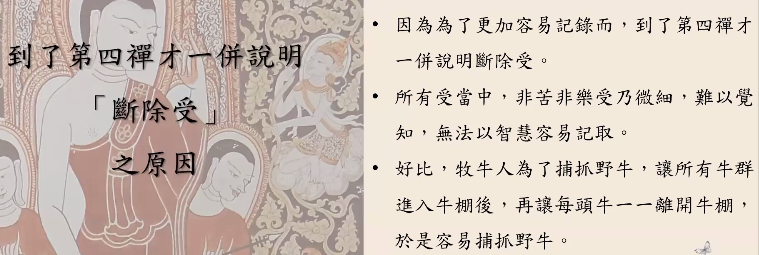 到了第四禪才一併說明
「斷除受」
之原因
• 因為為了更加容易記錄而，到了第四禪才
一併說明斷除受。
• 所有受當中，非苦非樂受乃微細，難以覺
知，無法以智慧容易記取。
• 好比，牧牛人為了捕抓野牛，讓所有牛群
進入牛棚後，再讓每頭牛一一離開牛棚，
於是容易捕抓野牛。